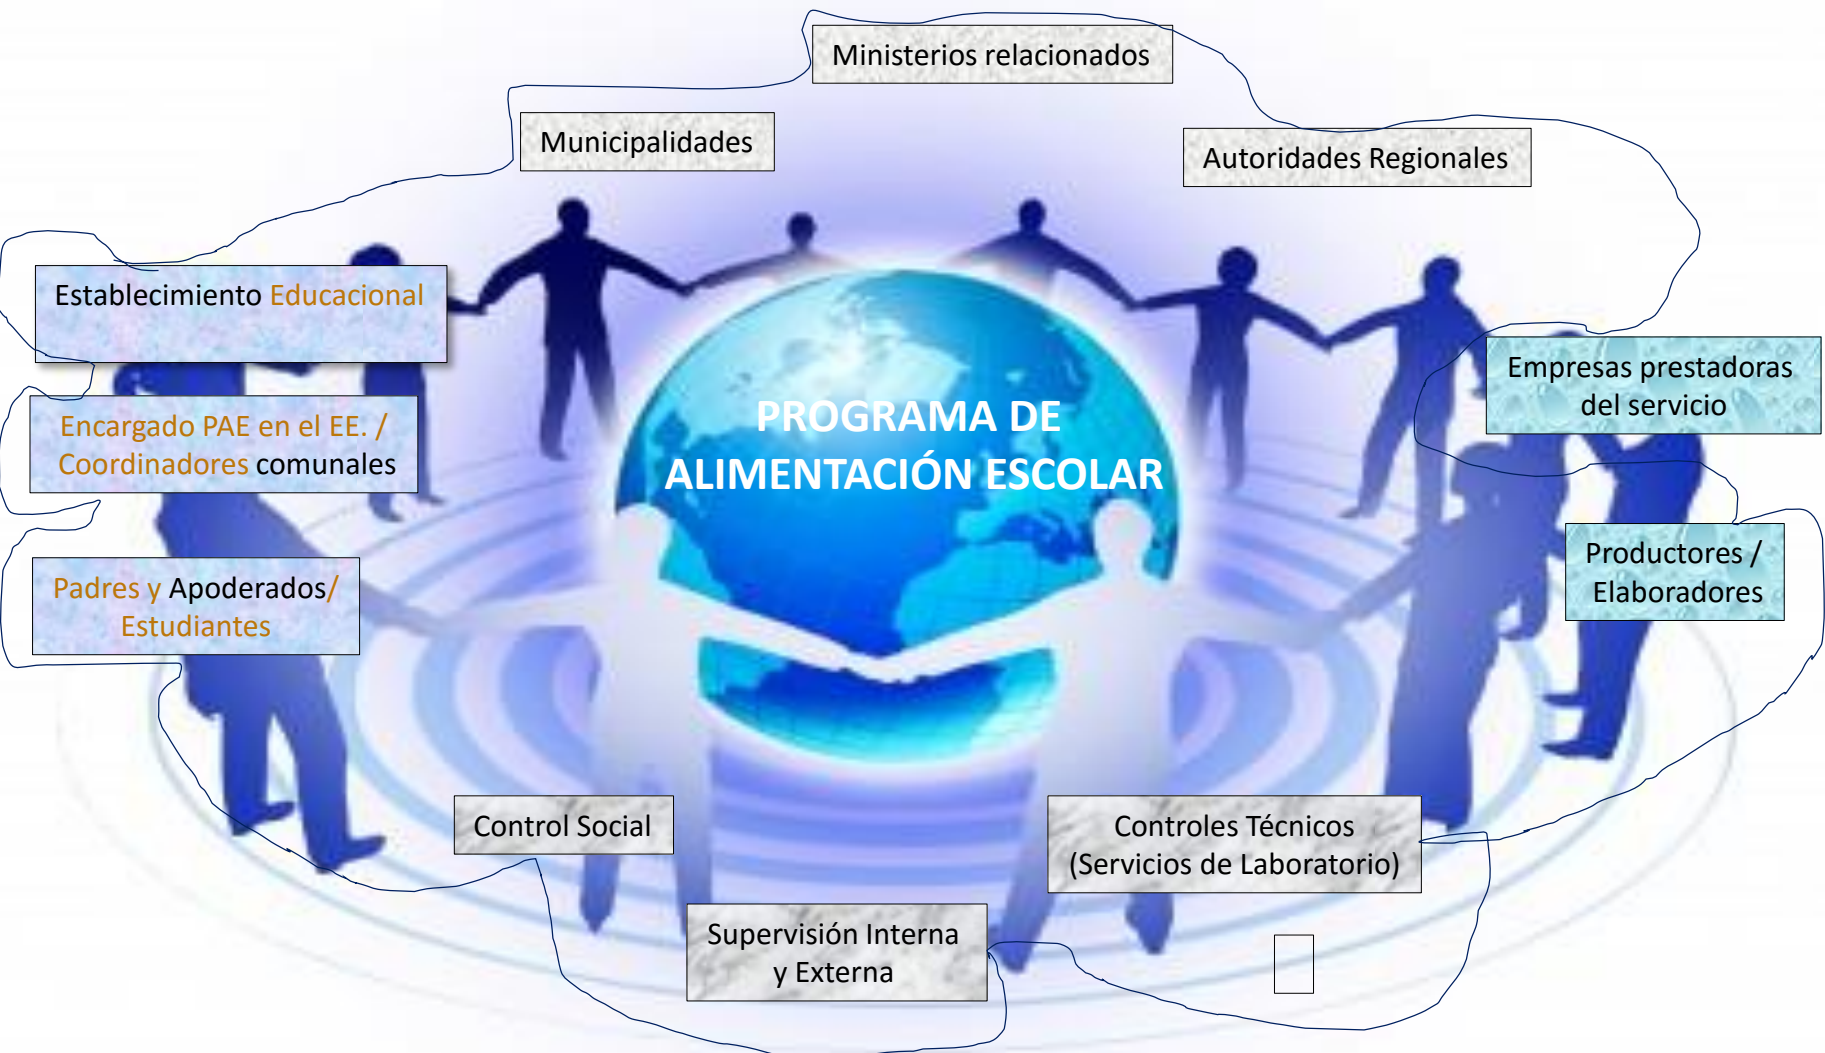 Ministerios relacionados
Municipalidades
Autoridades Regionales
Establecimiento Educacional
Empresas prestadoras
del servicio
Encargado PAE en el EE. /
Coordinadores comunales
PROGRAMA DE
ALIMENTACIÓN ESCOLAR
Productores /
Elaboradores
Padres y Apoderados/
Estudiantes
Control Social
Controles Técnicos
(Servicios de Laboratorio)
Supervisión Interna
y Externa